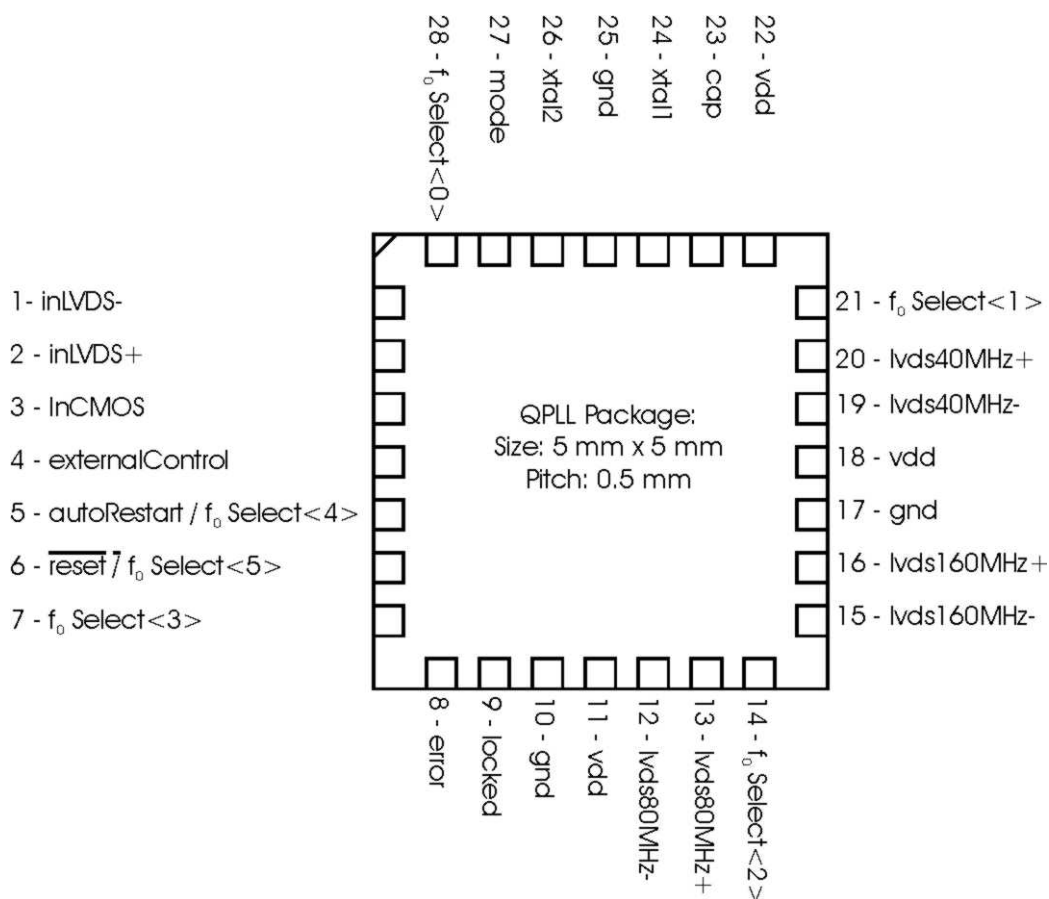 28 - f₀ Select<0>
27 - mode
26 - xtal2
25 - gnd
24 - xtal1
23 - cap
22 - vdd
1- inLVDS-
2 - inLVDS+
3 - InCMOS
4 - externalControl
5 - autoRestart / f₀ Select<4>
6 - r̅e̅s̅e̅t̅ /̅ f₀ Select<5>
7 - f₀ Select<3>
QPLL Package:
Size: 5 mm x 5 mm
Pitch: 0.5 mm
21 - f₀ Select<1>
20 - lvds40MHz+
19 - lvds40MHz-
18 - vdd
17 - gnd
16 - lvds160MHz+
15 - lvds160MHz-
8 - error
9 - locked
10 - gnd
11 - vdd
12 - lvds80MHz-
13 - lvds80MHz+
14 - f₀ Select<2>